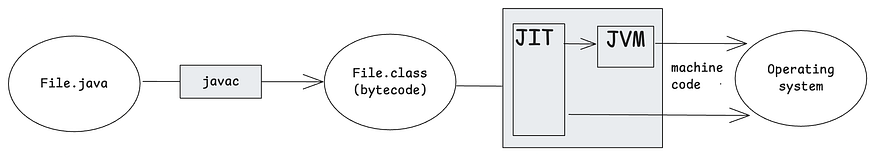 File.java
javac
File.class
(bytecode)
JIT
JVM
machine
code
Operating
system